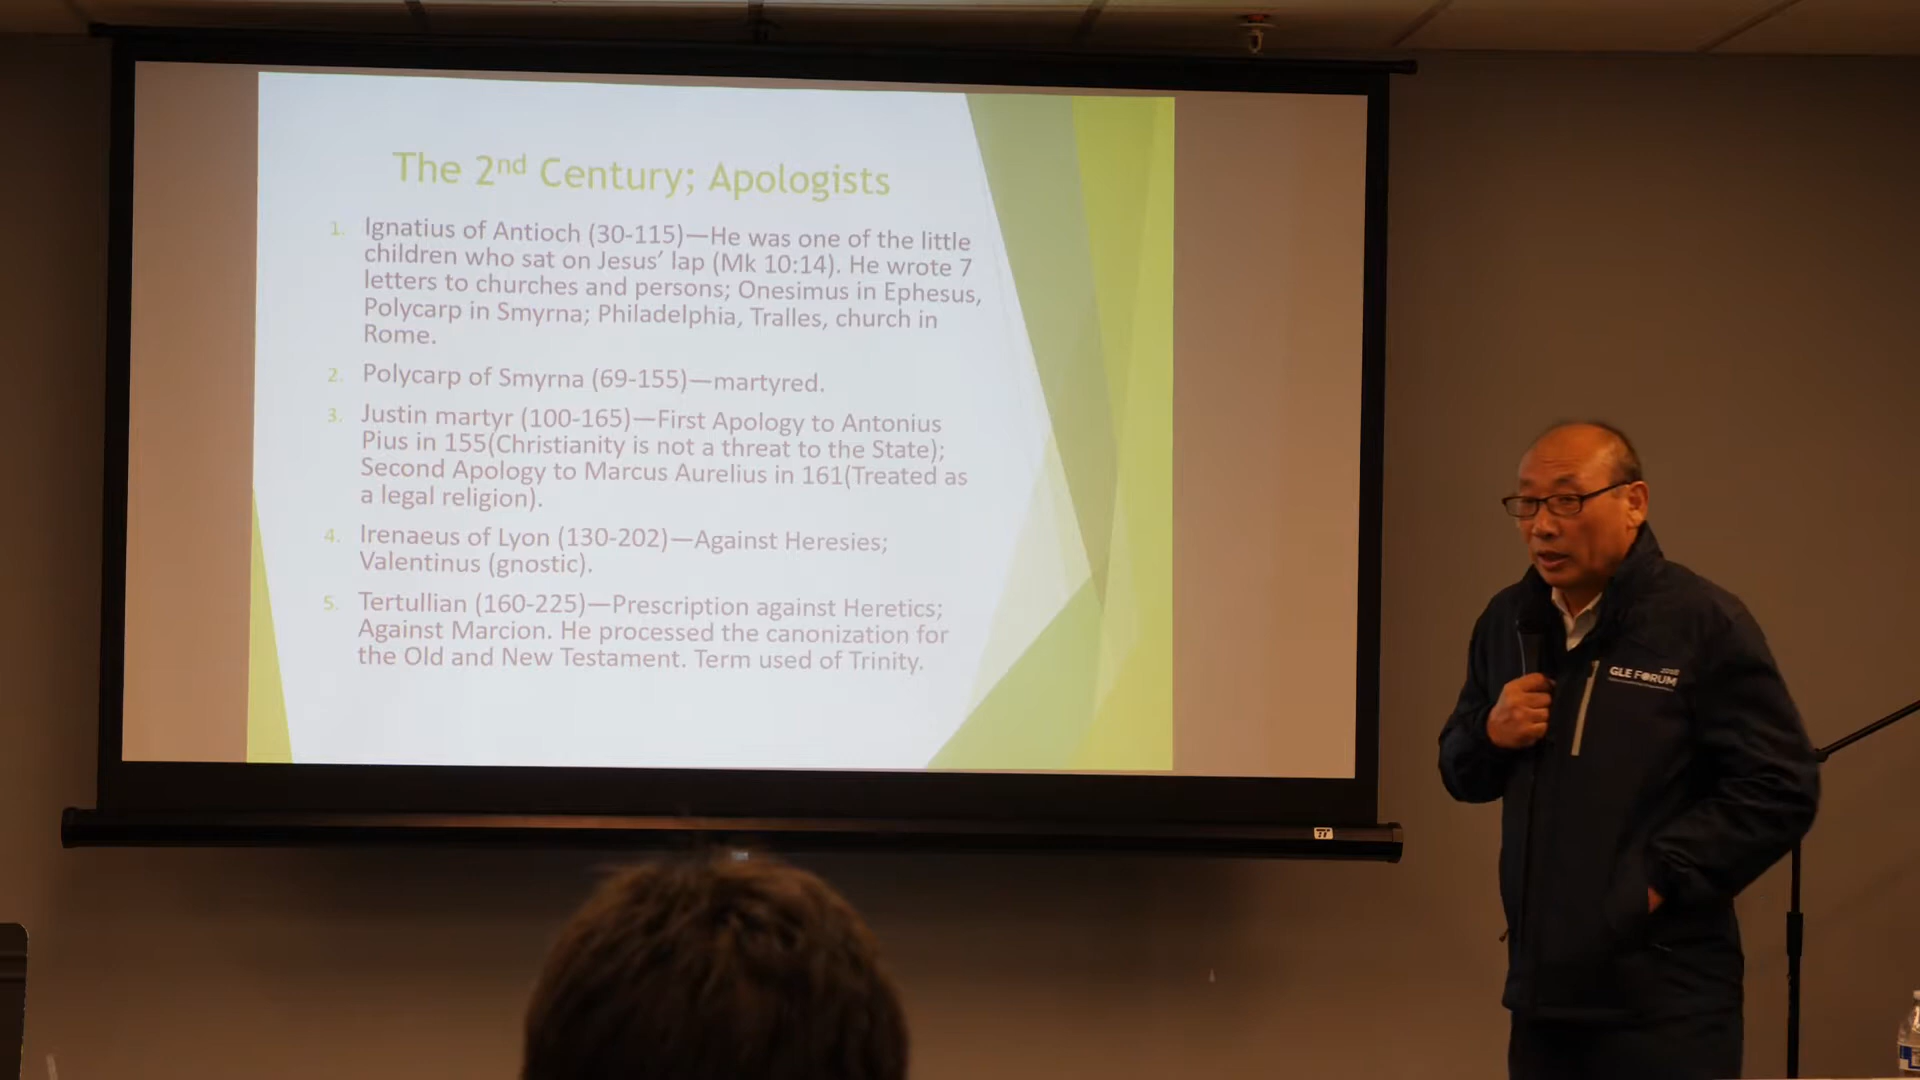 The 2nd Century; Apologists
1. Ignatius of Antioch (30-115)—He was one of the little
children who sat on Jesus' lap (Mk 10:14). He wrote 7
letters to churches and persons; Onesimus in Ephesus,
Polycarp in Smyrna; Philadelphia, Tralles, church in
Rome.
2. Polycarp of Smyrna (69-155)—martyred.
3. Justin martyr (100-165)—First Apology to Antonius
Pius in 155(Christianity is not a threat to the State);
Second Apology to Marcus Aurelius in 161(Treated as
a legal religion).
4. Irenaeus of Lyon (130-202)—Against Heresies;
Valentinus (gnostic).
5. Tertullian (160-225)—Prescription against Heretics;
Against Marcion. He processed the canonization for
the Old and New Testament. Term used of Trinity.
GLE FORUM